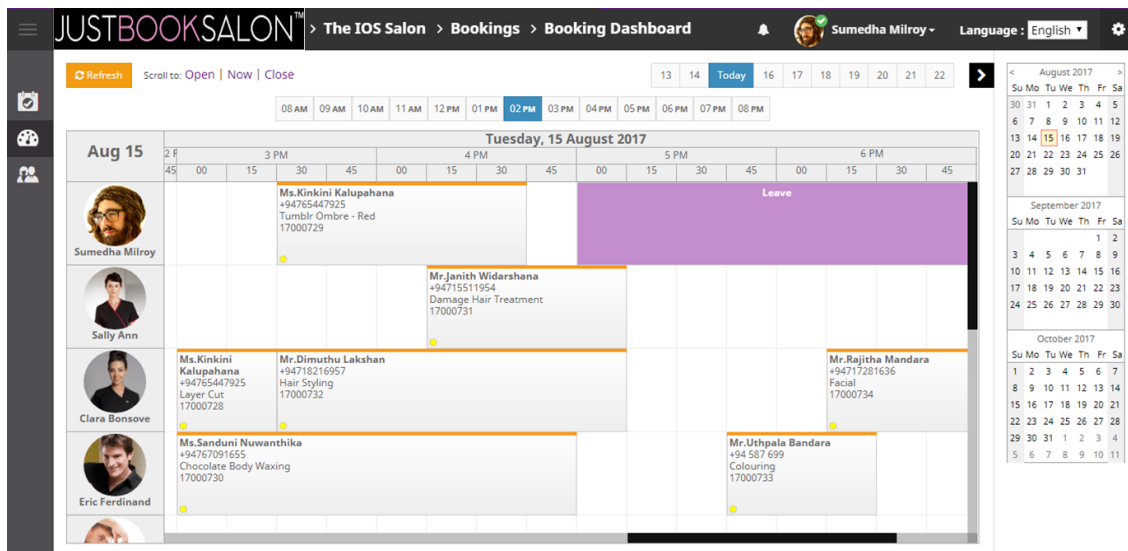 JUSTBOOKSALON™ > The IOS Salon > Bookings > Booking Dashboard Sumedha Milroy Language : English
Refresh Scroll to: Open | Now | Close 13 14 Today 16 17 18 19 20 21 22
08 AM 09 AM 10 AM 11 AM 12 PM 01 PM 02 PM 03 PM 04 PM 05 PM 06 PM 07 PM 08 PM
Aug 15
Tuesday, 15 August 2017
3 PM 4 PM 5 PM 6 PM
45 00 15 30 45 00 15 30 45 00 15 30 45 00 15 30 45
Sumedha Milroy
Ms.Kinkini Kalupahana
+94765447925
Tumblr Ombre - Red
17000729
Leave
Sally Ann
Mr.Janith Widarshana
+94715511954
Damage Hair Treatment
17000731
Clara Bonsove
Ms.Kinkini
Kalupahana
+94765447925
Layer Cut
17000728
Mr.Dimuthu Lakshan
+94718216957
Hair Styling
17000732
Mr.Rajitha Mandara
+94717281636
Facial
17000734
Eric Ferdinand
Ms.Sanduni Nuwanthika
+94767091655
Chocolate Body Waxing
17000730
Mr.Uthpala Bandara
+94 587 699
Colouring
17000733
< August 2017 >
Su Mo Tu We Th Fr Sa
30 31 1 2 3 4 5
6 7 8 9 10 11 12
13 14 15 16 17 18 19
20 21 22 23 24 25 26
27 28 29 30 31
September 2017
Su Mo Tu We Th Fr Sa
1 2
3 4 5 6 7 8 9
10 11 12 13 14 15 16
17 18 19 20 21 22 23
24 25 26 27 28 29 30
October 2017
Su Mo Tu We Th Fr Sa
1 2 3 4 5 6 7
8 9 10 11 12 13 14
15 16 17 18 19 20 21
22 23 24 25 26 27 28
29 30 31 1 2 3 4
5 6 7 8 9 10 11